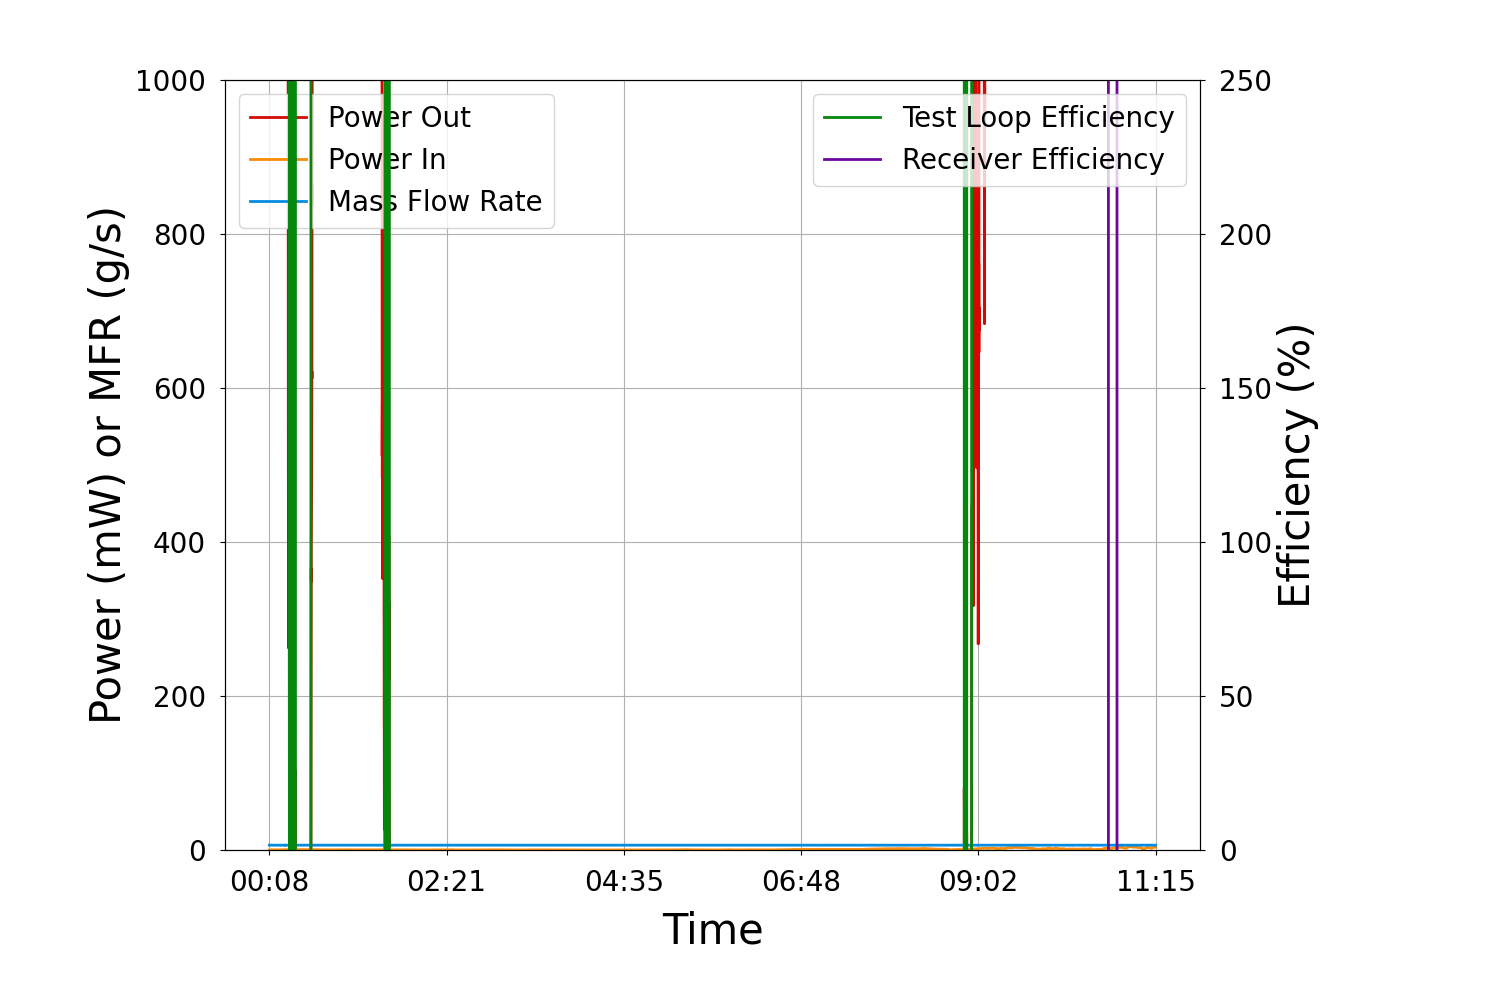 1000
800
600
400
200
0
Power (mW) or MFR (g/s)
Power Out
Power In
Mass Flow Rate
Test Loop Efficiency
Receiver Efficiency
250
200
150
100
50
0
Efficiency (%)
00:08 02:21 04:35 06:48 09:02 11:15
Time